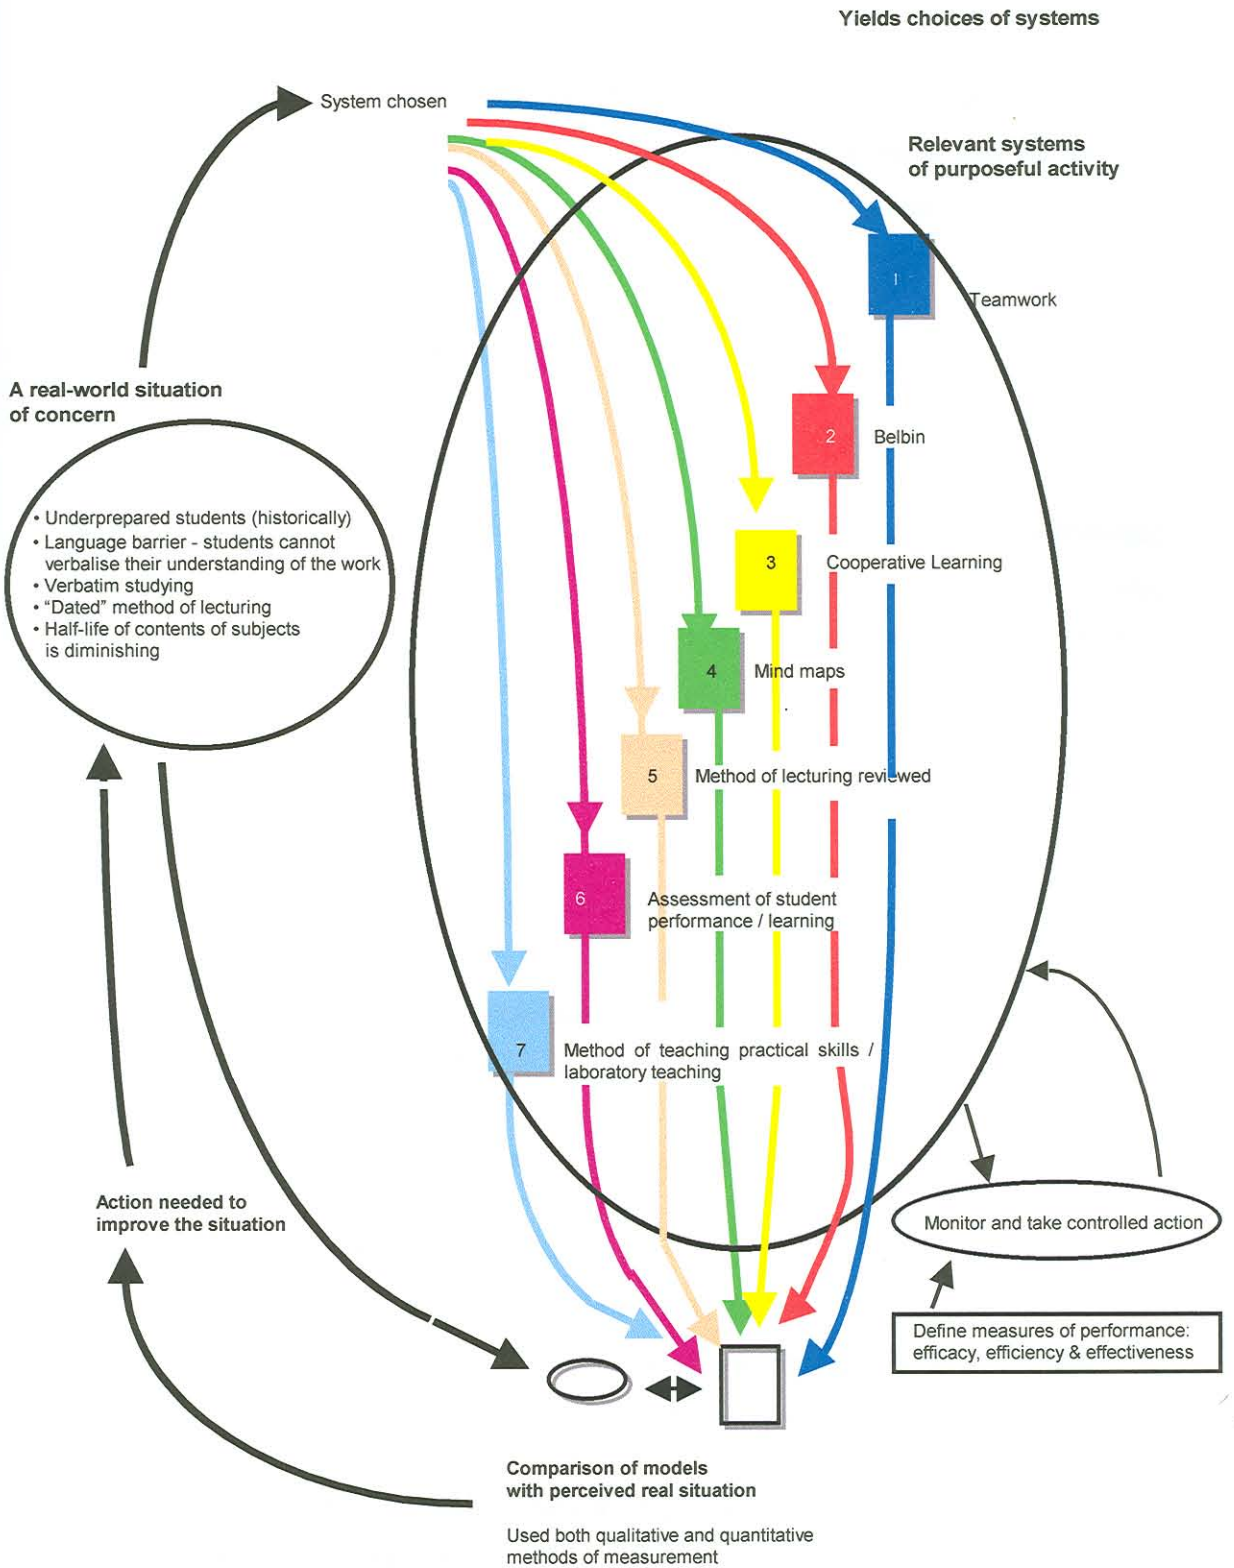 Yields choices of systems
System chosen
Relevant systems
of purposeful activity
1
Teamwork
A real-world situation
of concern
2
Belbin
• Underprepared students (historically)
• Language barrier - students cannot
verbalise their understanding of the work
• Verbatim studying
• “Dated” method of lecturing
• Half-life of contents of subjects
is diminishing
3
Cooperative Learning
4
Mind maps
5
Method of lecturing reviewed
6
Assessment of student
performance / learning
7
Method of teaching practical skills /
laboratory teaching
Action needed to
improve the situation
Monitor and take controlled action
Define measures of performance:
efficacy, efficiency & effectiveness
Comparison of models
with perceived real situation
Used both qualitative and quantitative
methods of measurement